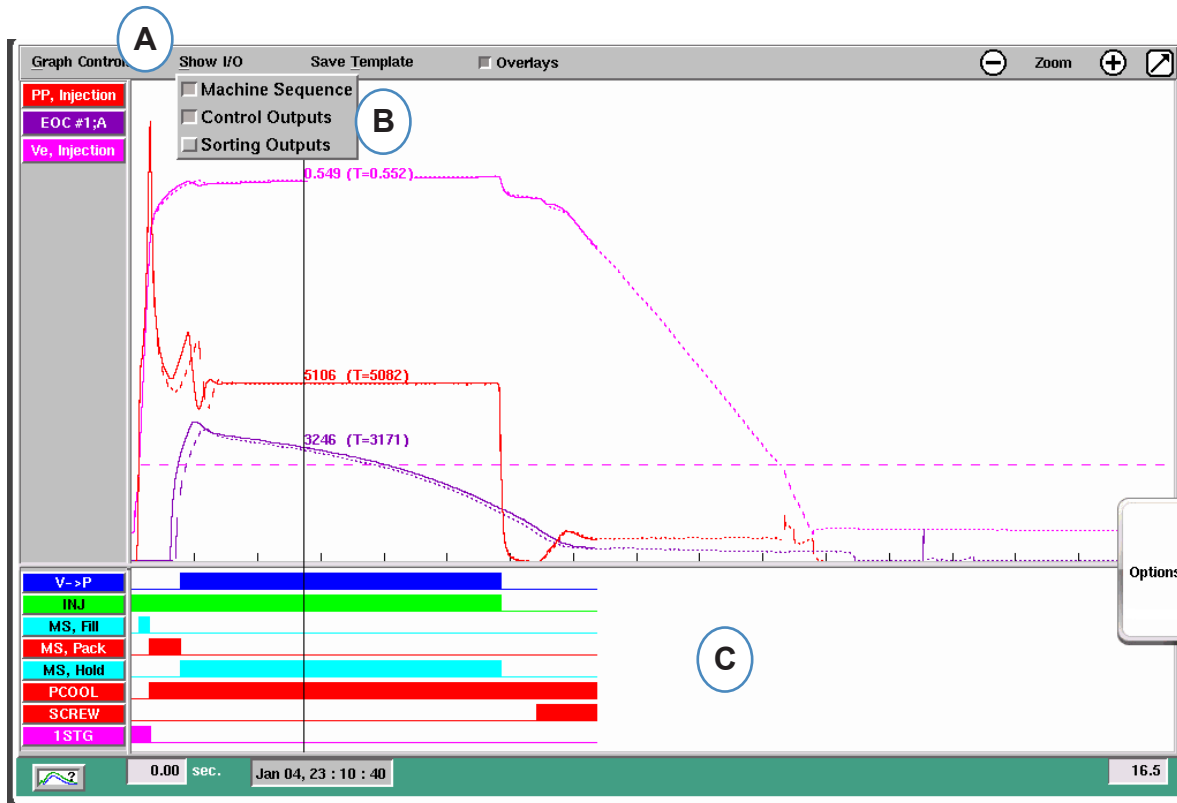 A
Graph Control Show I/O Save Template Overlays Zoom
PP, Injection
EOC #1;A
Ve, Injection
Machine Sequence
Control Outputs
Sorting Outputs
B
0.549 (T=0.552)
5106 (T=5082)
3246 (T=3171)
Options
V->P
INJ
MS, Fill
MS, Pack
MS, Hold
PCOOL
SCREW
1STG
C
? 0.00 sec. Jan 04, 23 : 10 : 40 16.5